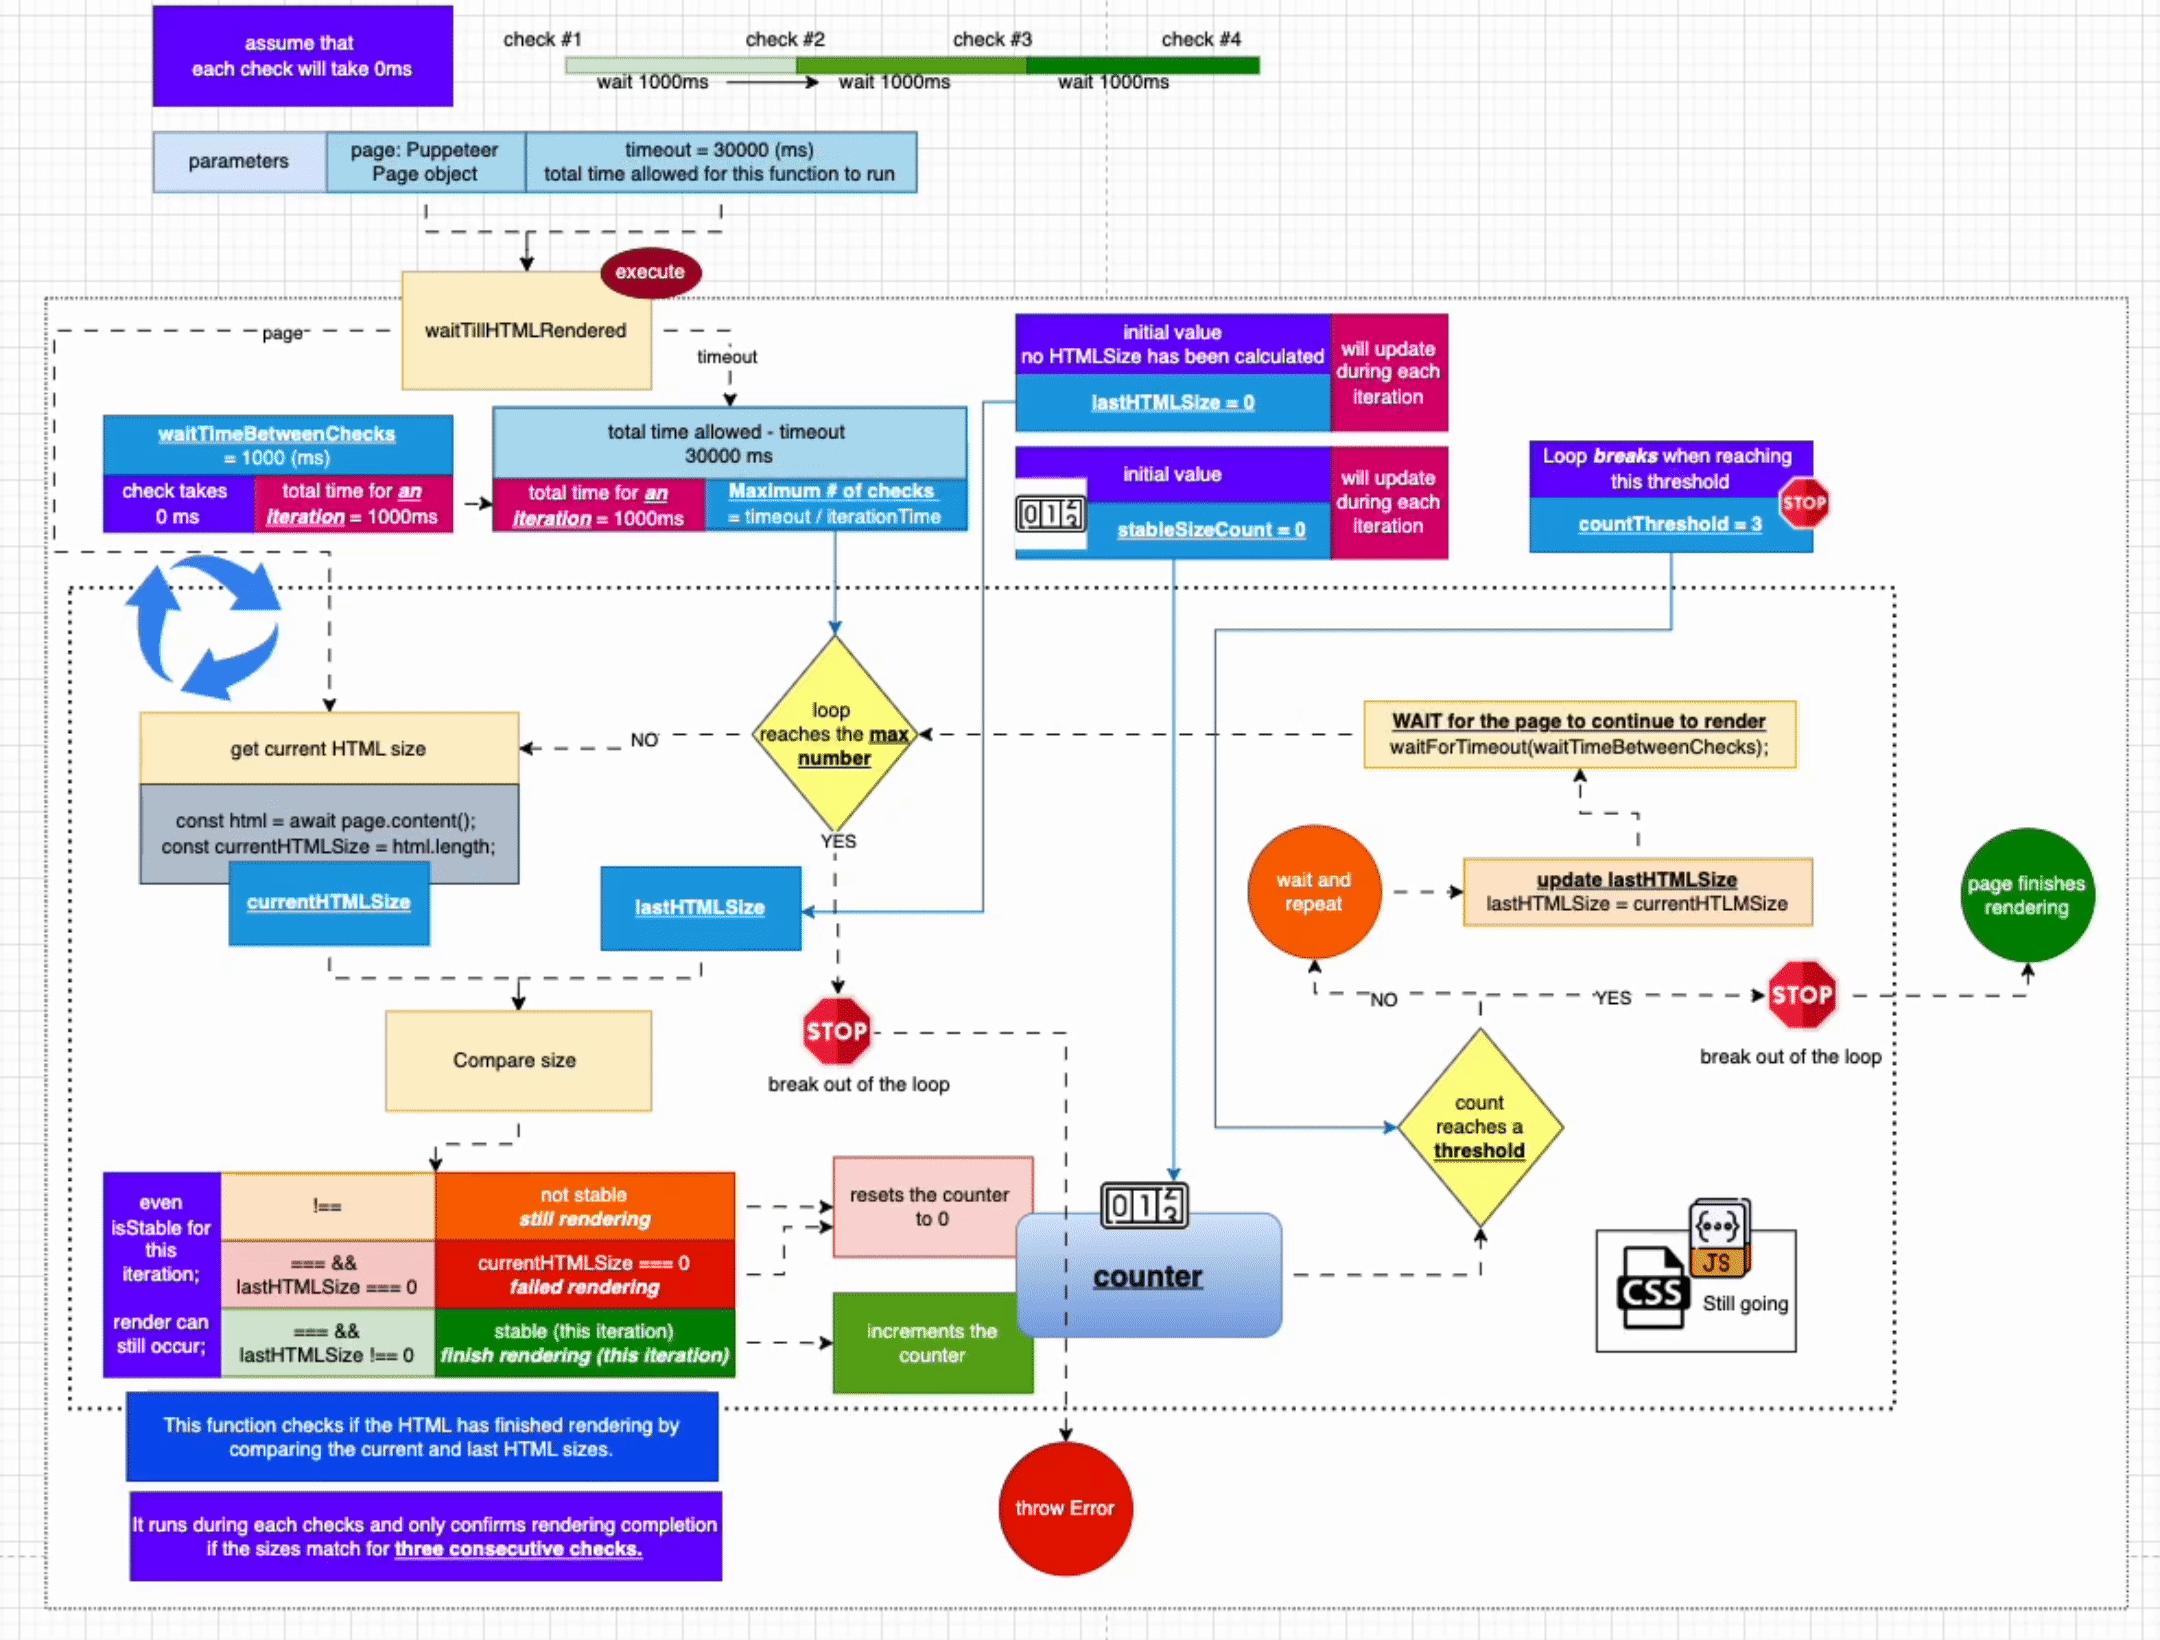 assume that
each check will take 0ms
check #1
check #2
check #3
check #4
wait 1000ms
wait 1000ms
wait 1000ms
parameters
page: Puppeteer
Page object
timeout = 30000 (ms)
total time allowed for this function to run
execute
waitTillHTMLRendered
page
timeout
initial value
no HTMLSize has been calculated
lastHTMLSize = 0
will update
during each
iteration
waitTimeBetweenChecks
= 1000 (ms)
check takes
0 ms
total time for an
iteration = 1000ms
total time allowed - timeout
30000 ms
total time for an
iteration = 1000ms
Maximum # of checks
= timeout / iterationTime
initial value
stableSizeCount = 0
will update
during each
iteration
Loop breaks when reaching
this threshold
countThreshold = 3
STOP
loop
reaches the max
number
NO
YES
WAIT for the page to continue to render
waitForTimeout(waitTimeBetweenChecks);
get current HTML size
const html = await page.content();
const currentHTMLSize = html.length;
currentHTMLSize
lastHTMLSize
wait and
repeat
update lastHTMLSize
lastHTMLSize = currentHTLMSize
page finishes
rendering
NO
YES
STOP
break out of the loop
STOP
break out of the loop
Compare size
count
reaches a
threshold
even
isStable for
this
iteration;
render can
still occur;
!==
not stable
still rendering
=== &&
lastHTMLSize === 0
currentHTMLSize === 0
failed rendering
=== &&
lastHTMLSize !== 0
stable (this iteration)
finish rendering (this iteration)
resets the counter
to 0
increments the
counter
counter
{...}
JS
CSS
Still going
This function checks if the HTML has finished rendering by
comparing the current and last HTML sizes.
It runs during each checks and only confirms rendering completion
if the sizes match for three consecutive checks.
throw Error